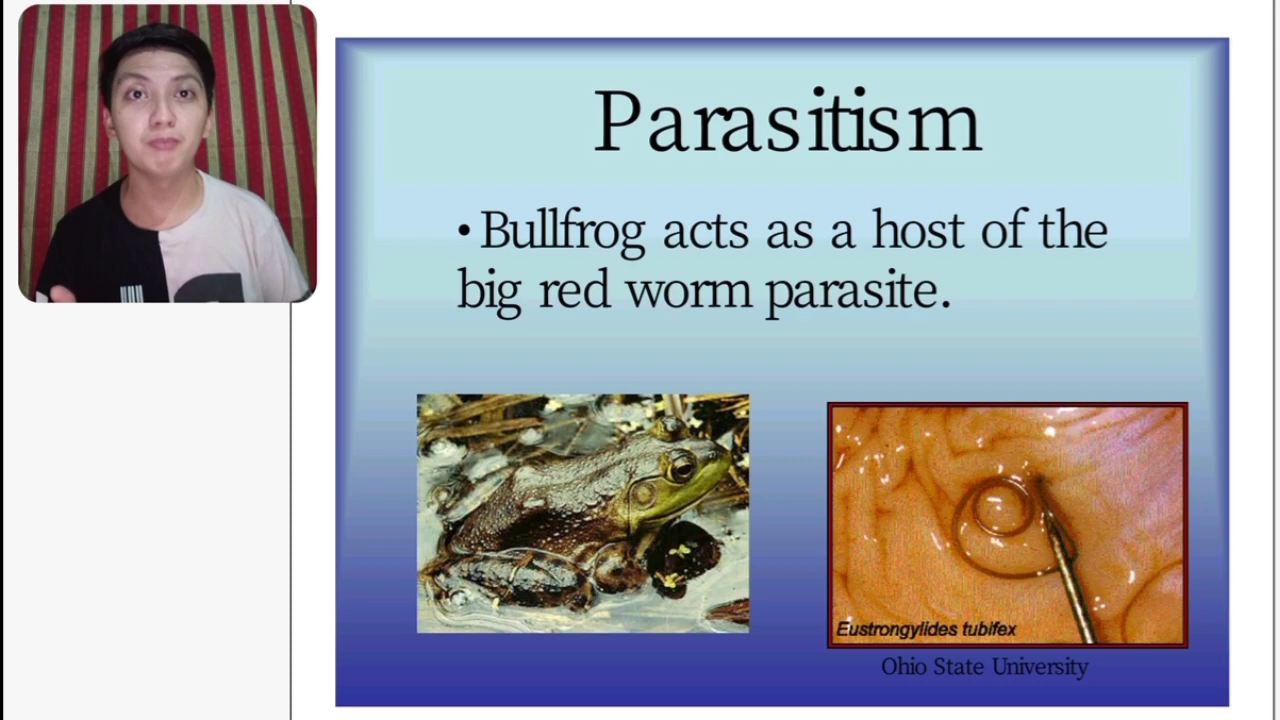 Parasitism
• Bullfrog acts as a host of the
big red worm parasite.
Eustrongylides tubifex
Ohio State University